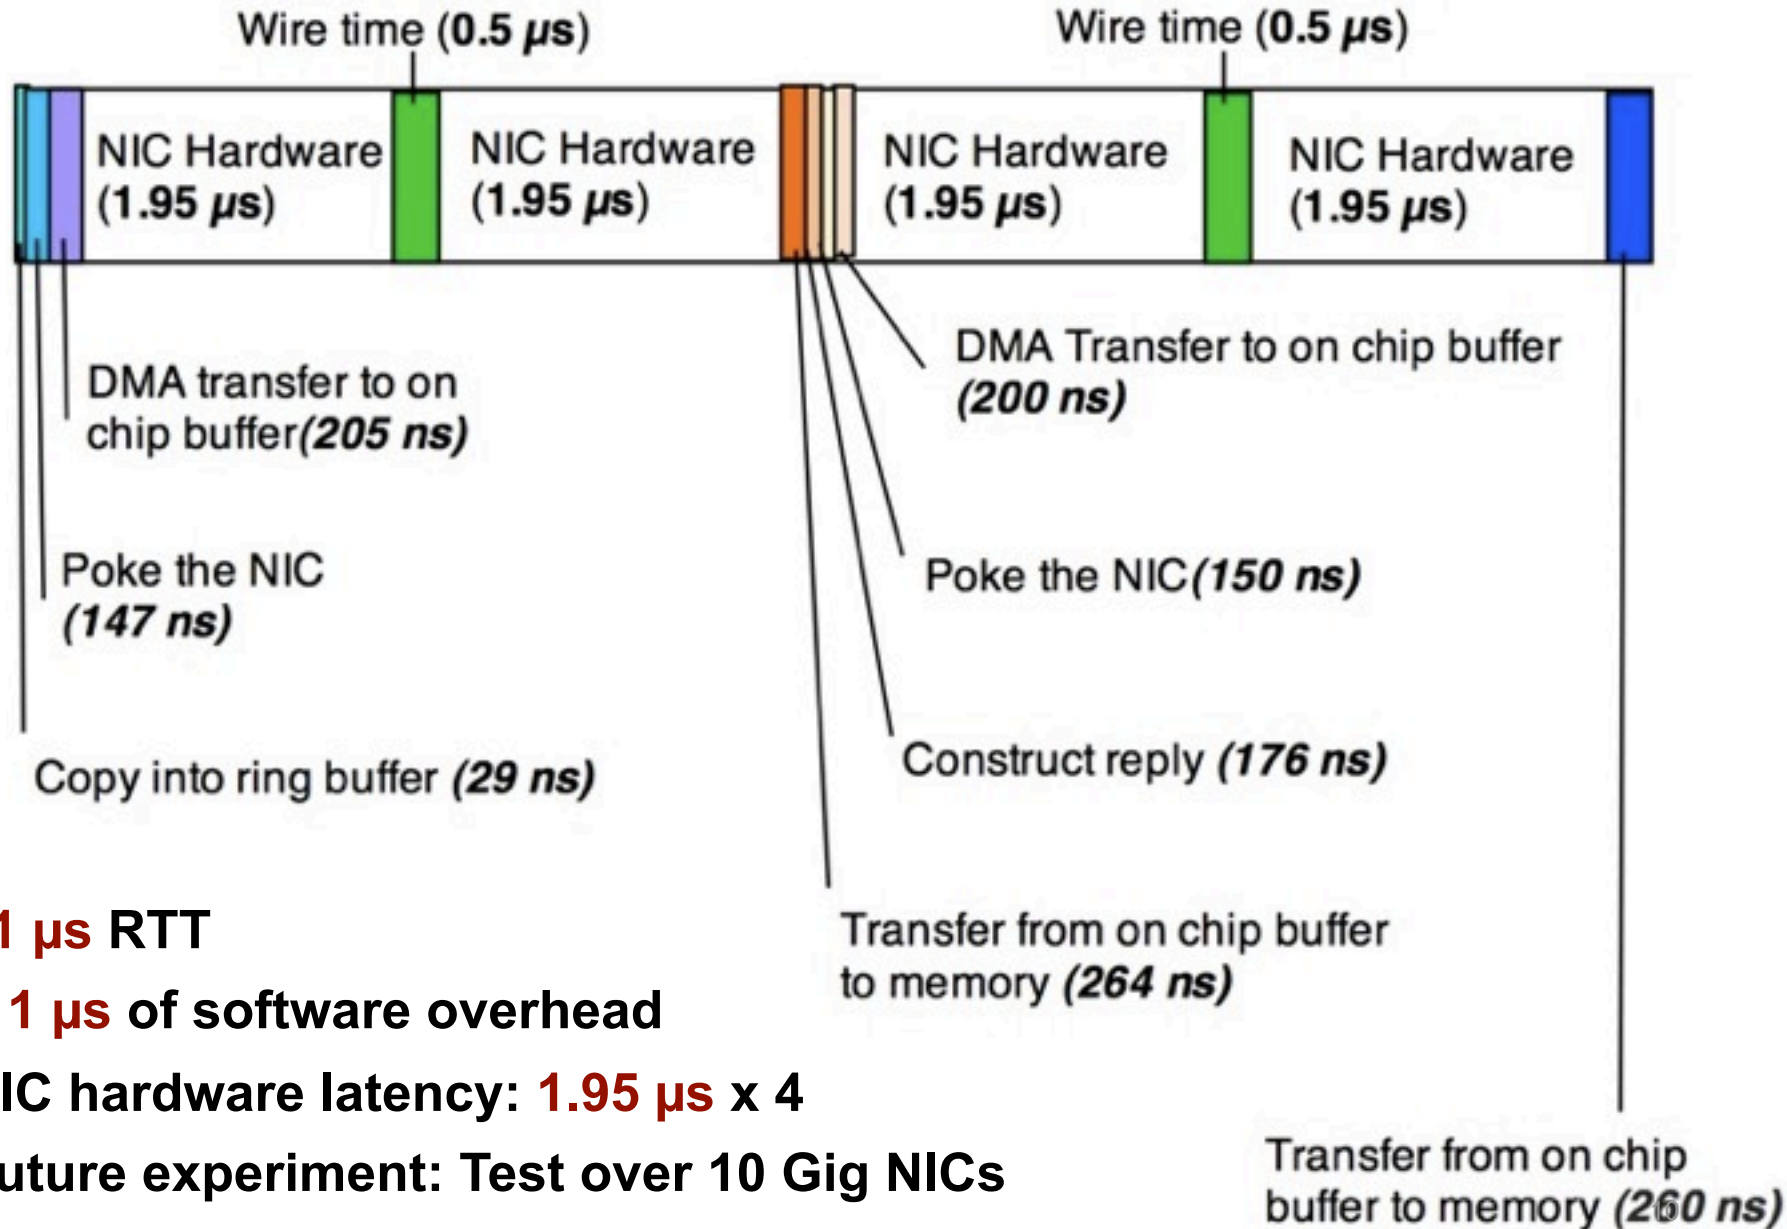 Wire time (0.5 µs)
Wire time (0.5 µs)
NIC Hardware
(1.95 µs)
NIC Hardware
(1.95 µs)
NIC Hardware
(1.95 µs)
NIC Hardware
(1.95 µs)
DMA transfer to on
chip buffer(205 ns)
DMA Transfer to on chip buffer
(200 ns)
Poke the NIC
(147 ns)
Poke the NIC(150 ns)
Copy into ring buffer (29 ns)
Construct reply (176 ns)
Transfer from on chip buffer
to memory (264 ns)
1 µs RTT
1 µs of software overhead
IC hardware latency: 1.95 µs x 4
uture experiment: Test over 10 Gig NICs
Transfer from on chip
buffer to memory (260 ns)